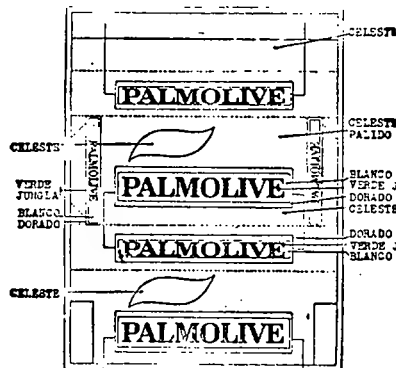 CELESTE
PALMOLIVE
CELESTE
PALIDO
CELESTE
PALMOLIVE
PALMOLIVE
BLANCO
VERDE J
DORADO
CELESTE
PALMOLIVE
VERDE
JUNGLA
BLANCO
DORADO
DORADO
VERDE J
BLANCO
PALMOLIVE
CELESTE
PALMOLIVE